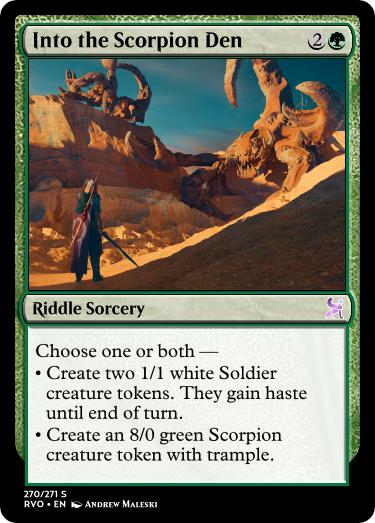 Into the Scorpion Den 2
Riddle Sorcery
Choose one or both —
• Create two 1/1 white Soldier
creature tokens. They gain haste
until end of turn.
• Create an 8/0 green Scorpion
creature token with trample.
270/271 S
RVO • EN Andrew Maleski